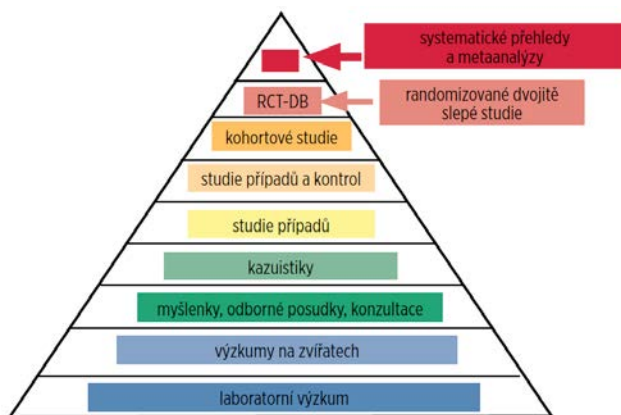 systematické přehledy
a metaanalýzy
RCT-DB
randomizované dvojitě
slepé studie
kohortové studie
studie případů a kontrol
studie případů
kazuistiky
myšlenky, odborné posudky, konzultace
výzkumy na zvířatech
laboratorní výzkum